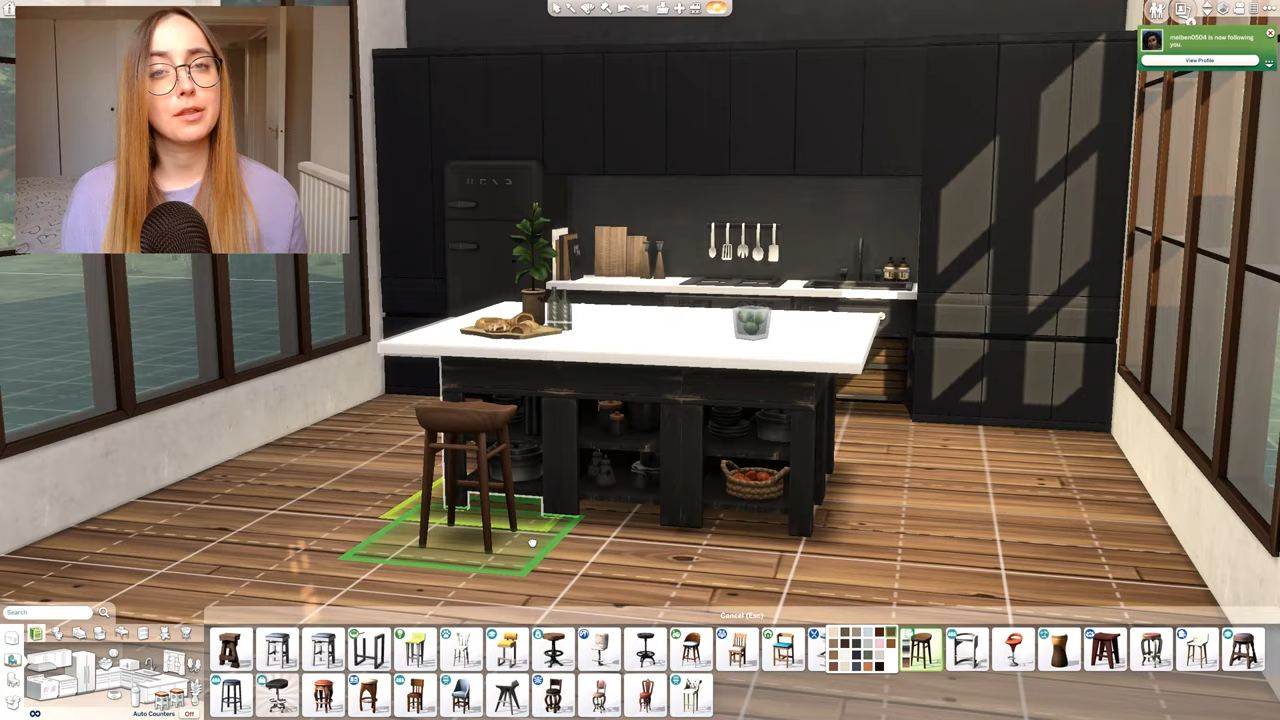 melben0504 is now following
you.
View Profile
Cancel (Esc)
Search
Auto Counters Off